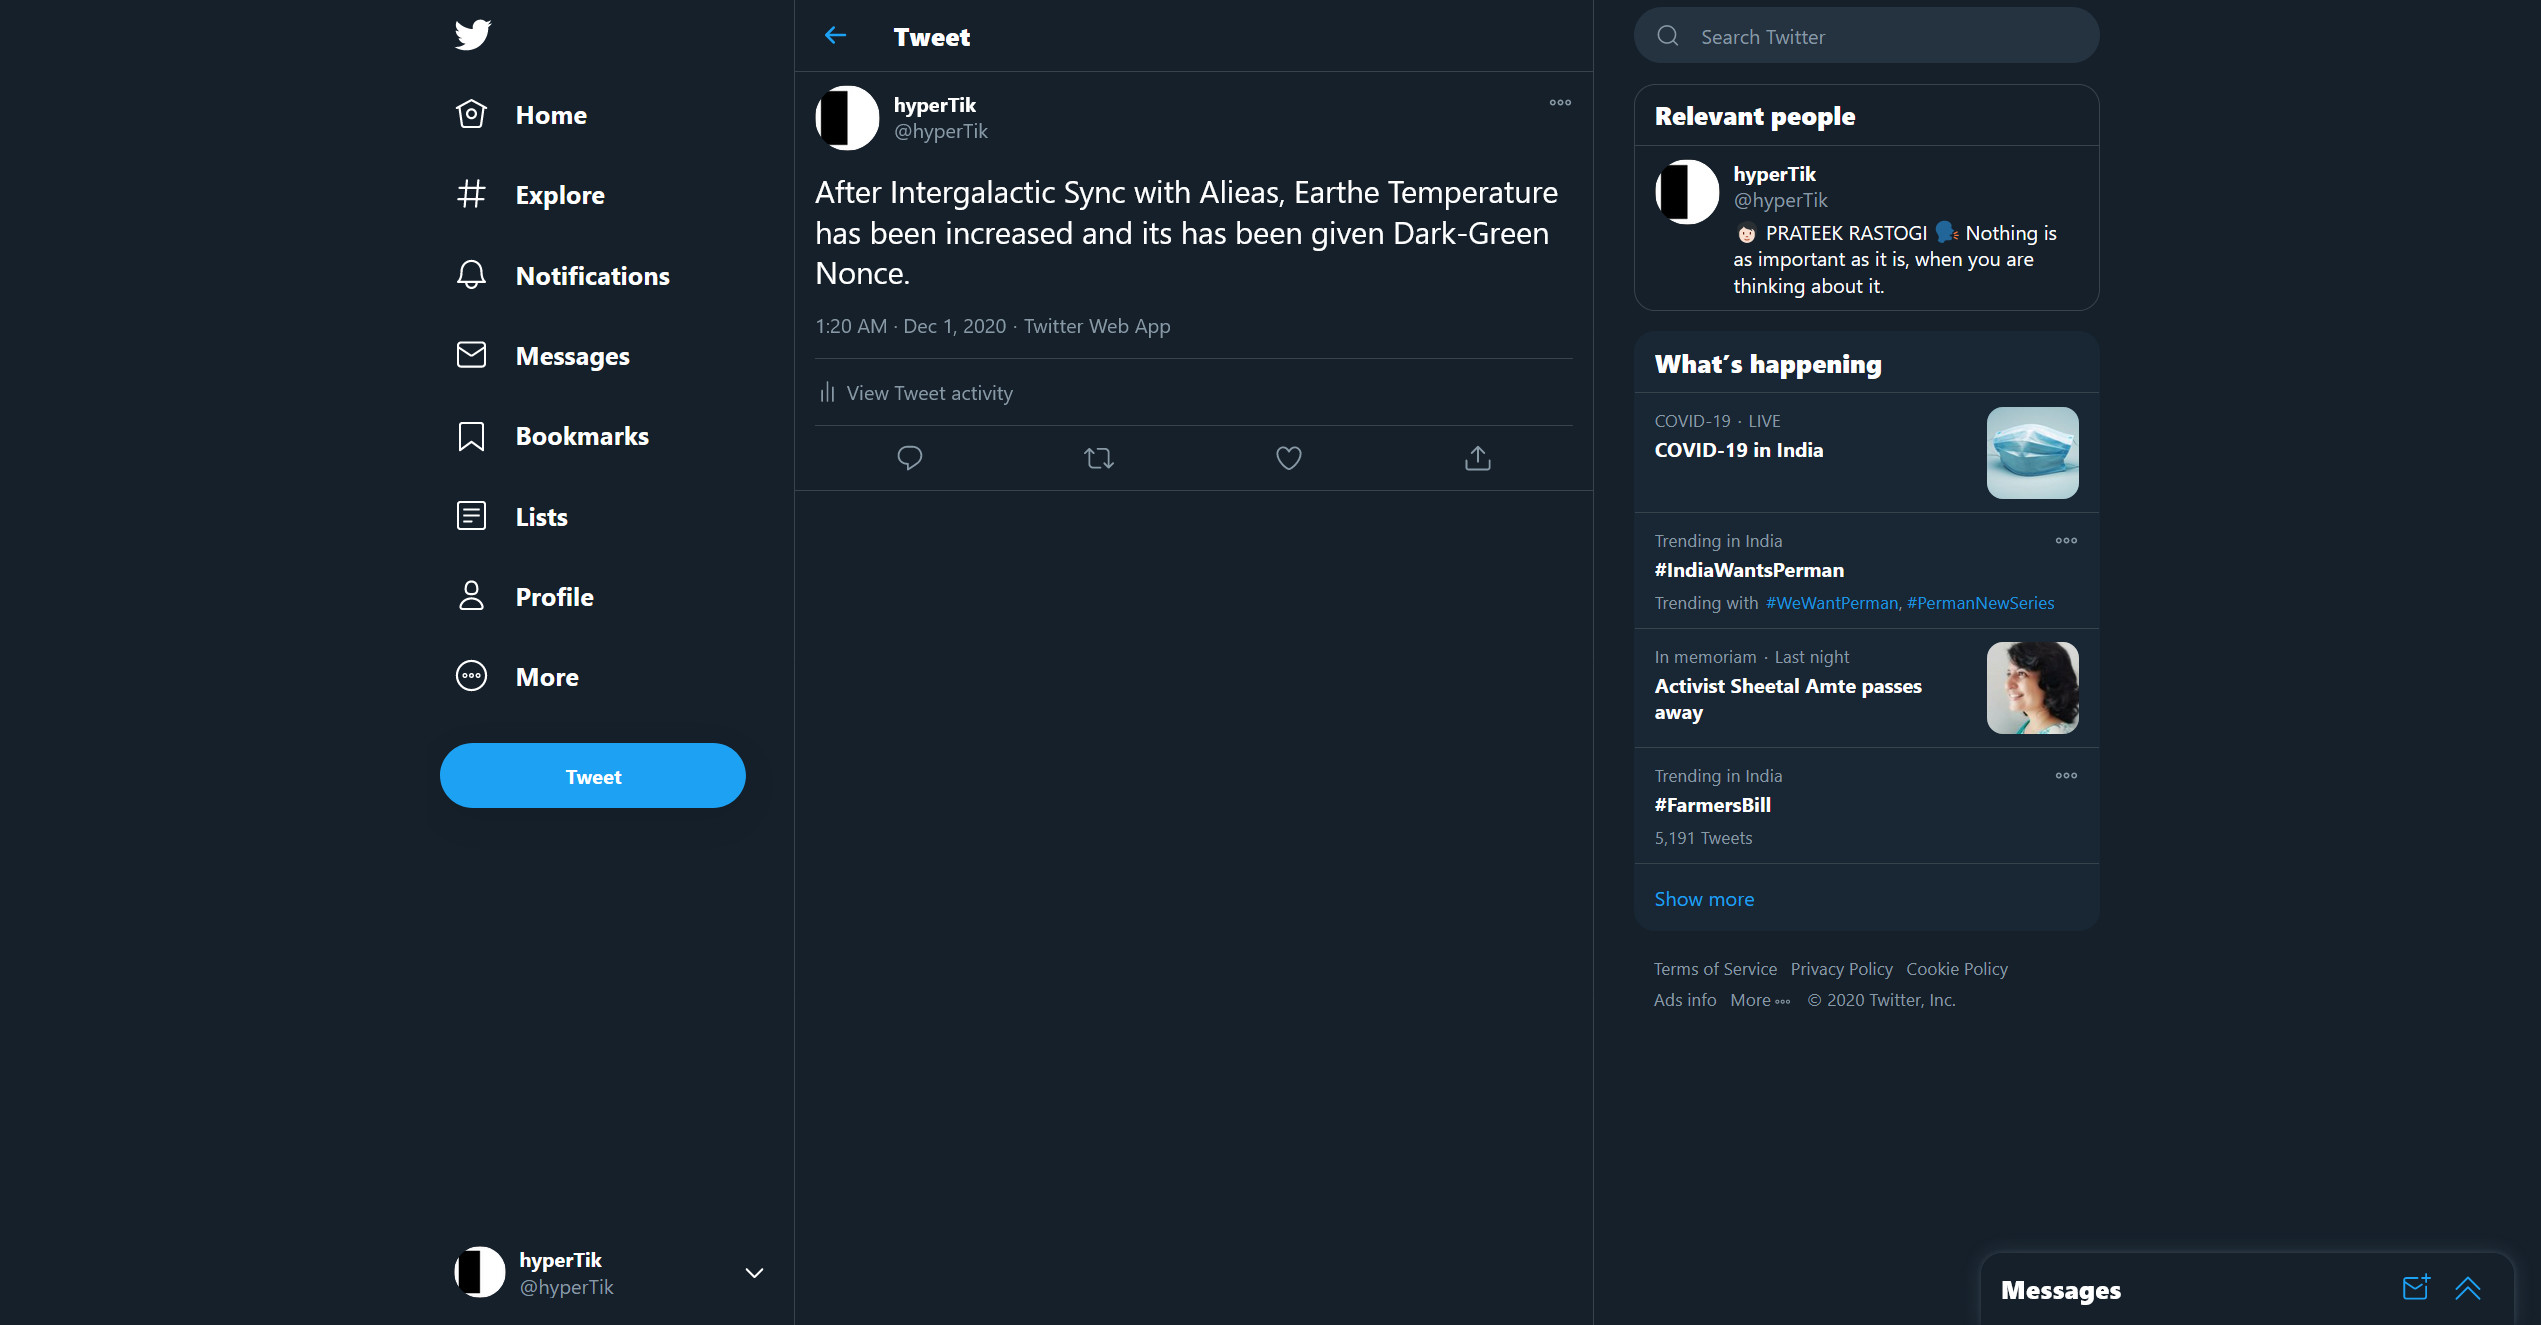 Home
Explore
Notifications
Messages
Bookmarks
Lists
Profile
More
Tweet
hyperTik
@hyperTik
Tweet
hyperTik
@hyperTik
After Intergalactic Sync with Alieas, Earthe Temperature
has been increased and its has been given Dark-Green
Nonce.
1:20 AM · Dec 1, 2020 · Twitter Web App
View Tweet activity
Search Twitter
Relevant people
hyperTik
@hyperTik
PRATEEK RASTOGI Nothing is
as important as it is, when you are
thinking about it.
What's happening
COVID-19 · LIVE
COVID-19 in India
Trending in India
#IndiaWantsPerman
Trending with #WeWantPerman, #PermanNewSeries
In memoriam · Last night
Activist Sheetal Amte passes
away
Trending in India
#FarmersBill
5,191 Tweets
Show more
Terms of Service Privacy Policy Cookie Policy
Ads info More © 2020 Twitter, Inc.
Messages